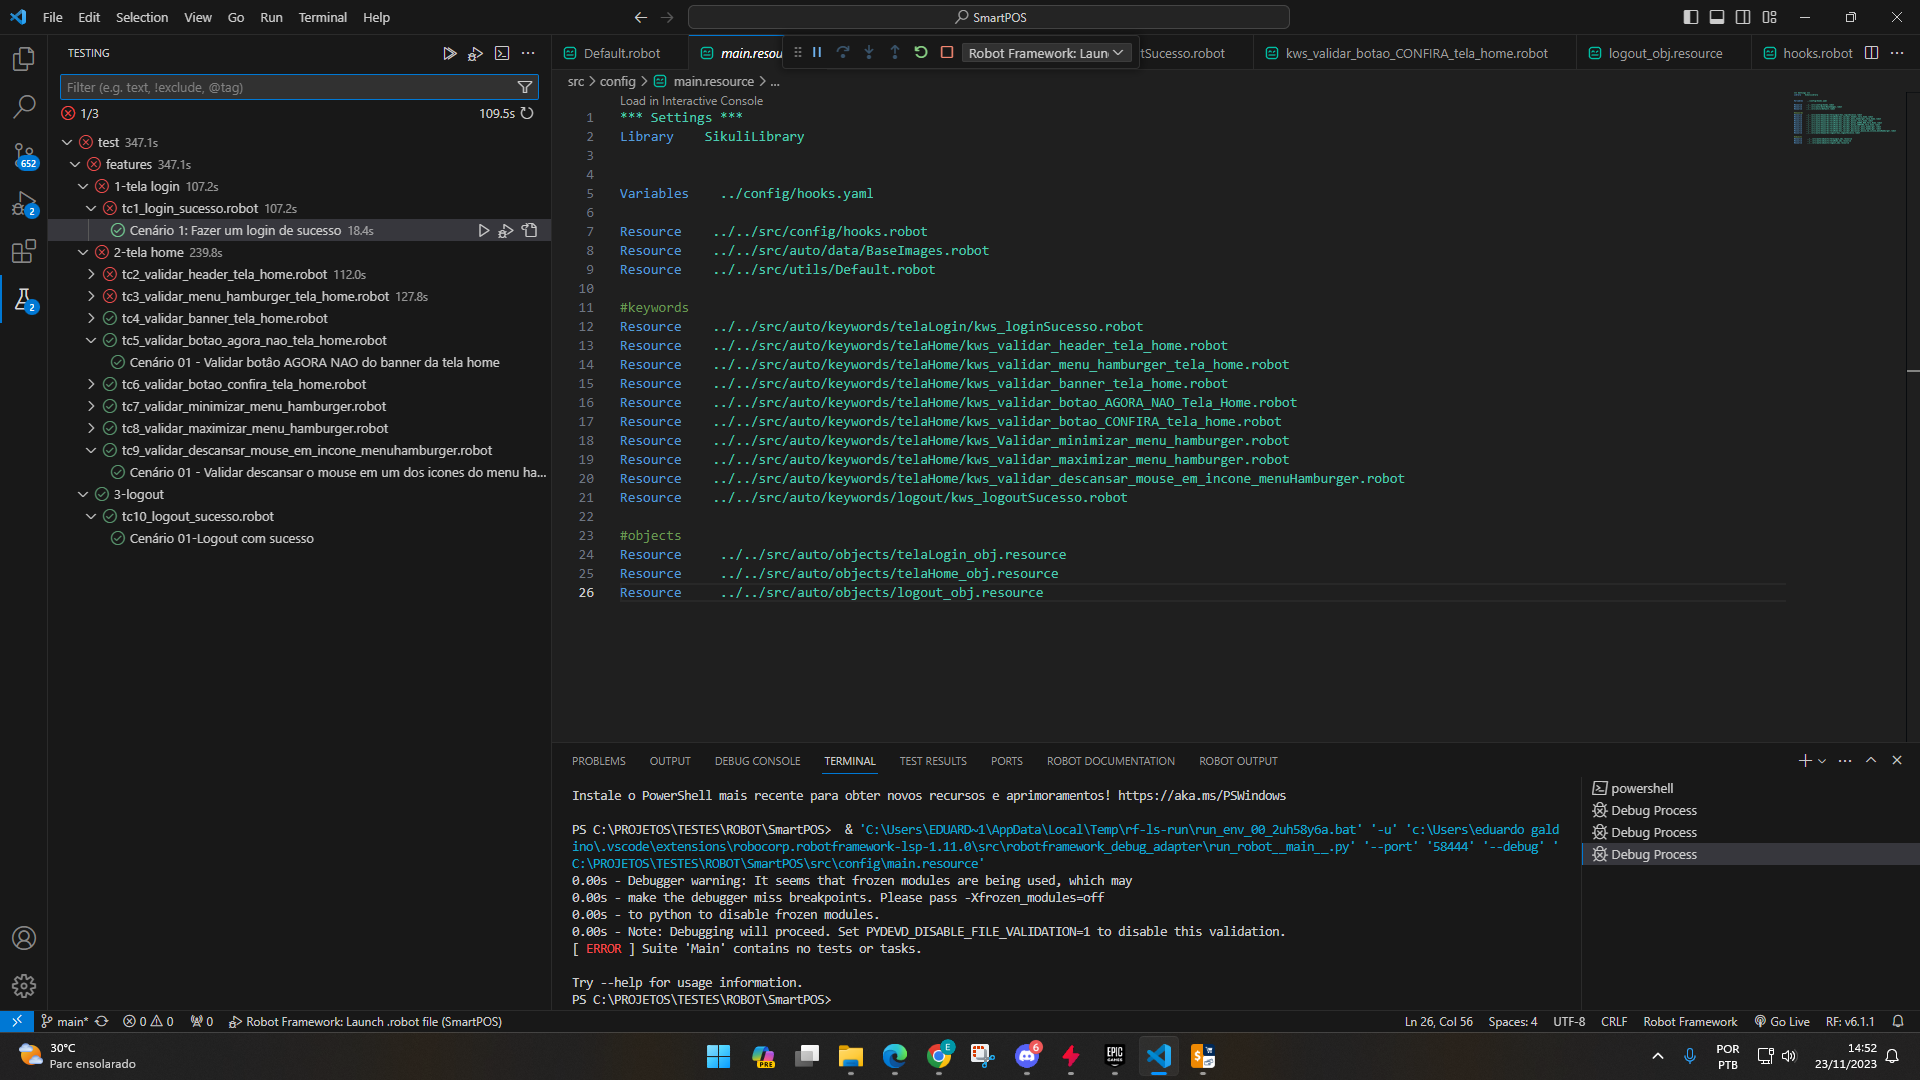 File Edit Selection View Go Run Terminal Help
SmartPOS
TESTING
Default.robot
main.resou
Robot Framework: Laun
tSucesso.robot
kws_validar_botao_CONFIRA_tela_home.robot
logout_obj.resource
hooks.robot
Filter (e.g. text, !exclude, @tag)
1/3
109.5s
test 347.1s
features 347.1s
1-tela login 107.2s
tc1_login_sucesso.robot 107.2s
Cenário 1: Fazer um login de sucesso 18.4s
2-tela home 239.8s
tc2_validar_header_tela_home.robot 112.0s
tc3_validar_menu_hamburger_tela_home.robot 127.8s
tc4_validar_banner_tela_home.robot
tc5_validar_botao_agora_nao_tela_home.robot
Cenário 01 - Validar botâo AGORA NAO do banner da tela home
tc6_validar_botao_confira_tela_home.robot
tc7_validar_minimizar_menu_hamburger.robot
tc8_validar_maximizar_menu_hamburger.robot
tc9_validar_descansar_mouse_em_incone_menuhamburger.robot
Cenário 01 - Validar descansar o mouse em um dos icones do menu ha...
3-logout
tc10_logout_sucesso.robot
Cenário 01-Logout com sucesso
652
2
2
src > config > main.resource > ...
Load in Interactive Console
1 *** Settings ***
2 Library    SikuliLibrary
3
4
5 Variables    ../config/hooks.yaml
6
7 Resource    ../../src/config/hooks.robot
8 Resource    ../../src/auto/data/BaseImages.robot
9 Resource    ../../src/utils/Default.robot
10
11 #keywords
12 Resource    ../../src/auto/keywords/telaLogin/kws_loginSucesso.robot
13 Resource    ../../src/auto/keywords/telaHome/kws_validar_header_tela_home.robot
14 Resource    ../../src/auto/keywords/telaHome/kws_validar_menu_hamburger_tela_home.robot
15 Resource    ../../src/auto/keywords/telaHome/kws_validar_banner_tela_home.robot
16 Resource    ../../src/auto/keywords/telaHome/kws_validar_botao_AGORA_NAO_Tela_Home.robot
17 Resource    ../../src/auto/keywords/telaHome/kws_validar_botao_CONFIRA_tela_home.robot
18 Resource    ../../src/auto/keywords/telaHome/kws_Validar_minimizar_menu_hamburger.robot
19 Resource    ../../src/auto/keywords/telaHome/kws_validar_maximizar_menu_hamburger.robot
20 Resource    ../../src/auto/keywords/telaHome/kws_validar_descansar_mouse_em_incone_menuHamburger.robot
21 Resource    ../../src/auto/keywords/logout/kws_logoutSucesso.robot
22
23 #objects
24 Resource     ../../src/auto/objects/telaLogin_obj.resource
25 Resource     ../../src/auto/objects/telaHome_obj.resource
26 Resource     ../../src/auto/objects/logout_obj.resource
PROBLEMS OUTPUT DEBUG CONSOLE TERMINAL TEST RESULTS PORTS ROBOT DOCUMENTATION ROBOT OUTPUT
Instale o PowerShell mais recente para obter novos recursos e aprimoramentos! https://aka.ms/PSWindows
PS C:\PROJETOS\TESTES\ROBOT\SmartPOS>  & 'C:\Users\EDUARD~1\AppData\Local\Temp\rf-ls-run\run_env_00_2uh58y6a.bat' '-u' 'c:\Users\eduardo gald
ino\.vscode\extensions\robocorp.robotframework-lsp-1.11.0\src\robotframework_debug_adapter\run_robot__main__.py' '--port' '58444' '--debug' '
C:\PROJETOS\TESTES\ROBOT\SmartPOS\src\config\main.resource'
0.00s - Debugger warning: It seems that frozen modules are being used, which may
0.00s - make the debugger miss breakpoints. Please pass -Xfrozen_modules=off
0.00s - to python to disable frozen modules.
0.00s - Note: Debugging will proceed. Set PYDEVD_DISABLE_FILE_VALIDATION=1 to disable this validation.
[ ERROR ] Suite 'Main' contains no tests or tasks.
Try --help for usage information.
PS C:\PROJETOS\TESTES\ROBOT\SmartPOS>
powershell
Debug Process
Debug Process
Debug Process
main* 0 0 0 Robot Framework: Launch .robot file (SmartPOS)
Ln 26, Col 56 Spaces: 4 UTF-8 CRLF Robot Framework Go Live RF: v6.1.1
30°C
Parc ensolarado
PRE
E
6
EPIC
GAMES
POR
PTB
14:52
23/11/2023